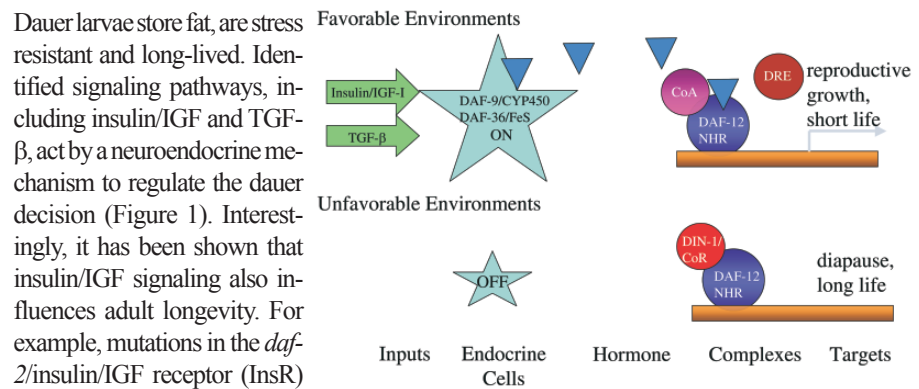 Dauer larvae store fat, are stress
resistant and long-lived. Iden-
tified signaling pathways, in-
cluding insulin/IGF and TGF-
β, act by a neuroendocrine me-
chanism to regulate the dauer
decision (Figure 1). Interest-
ingly, it has been shown that
insulin/IGF signaling also in-
fluences adult longevity. For
example, mutations in the daf-
2/insulin/IGF receptor (InsR)
Favorable Environments
Insulin/IGF-I
TGF-β
DAF-9/CYP450
DAF-36/FeS
ON
CoA
DAF-12
NHR
DRE
reproductive
growth,
short life
Unfavorable Environments
OFF
DIN-1/
CoR
DAF-12
NHR
diapause,
long life
Inputs Endocrine Hormone Complexes Targets
Cells